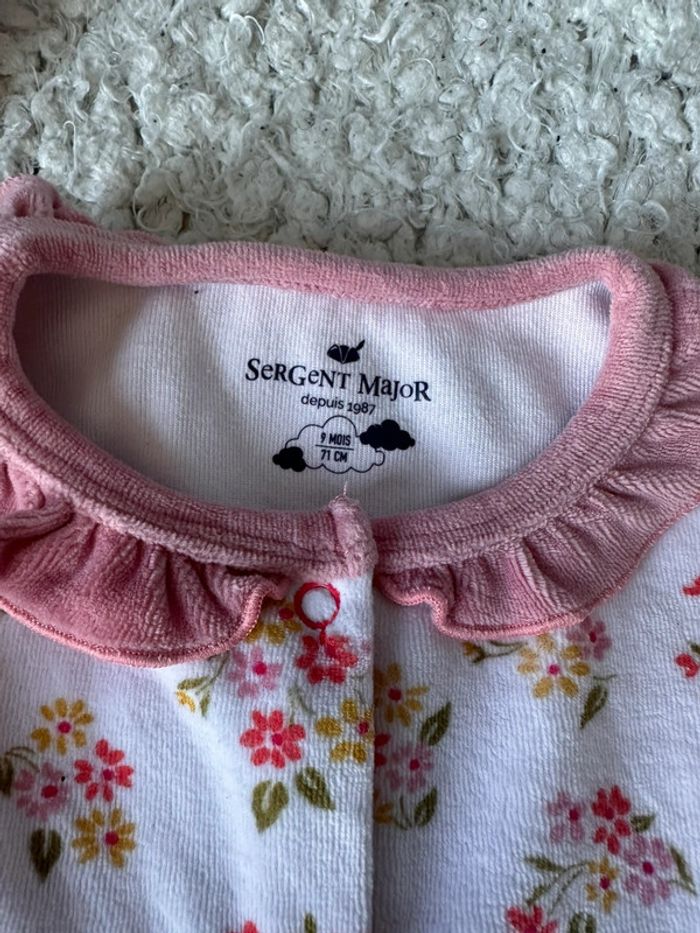 SeRGeNT MaJoR
depuis 1987
9 MOIS
71 CM